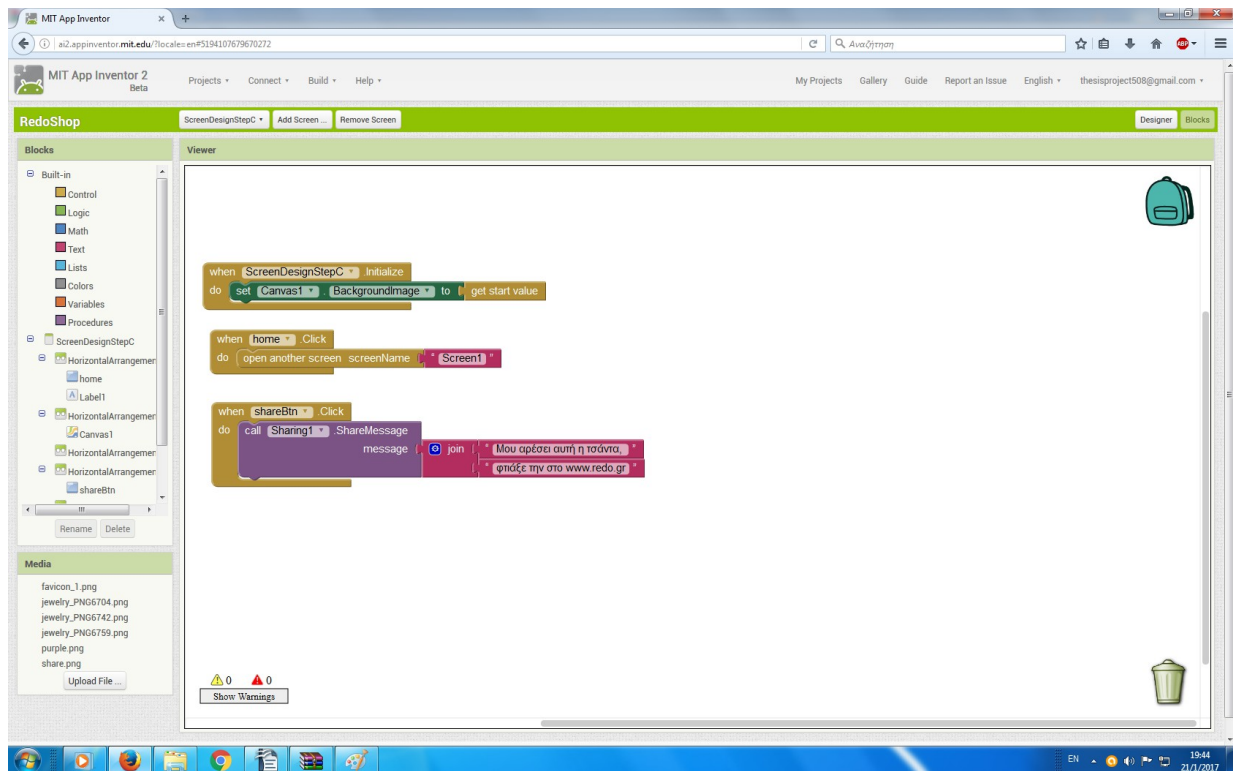 MIT App Inventor
ai2.appinventor.mit.edu/?locale=en#5194107679670272
Αναζήτηση
ABP
MIT App Inventor 2
Beta
Projects Connect Build Help
My Projects Gallery Guide Report an Issue English thesisproject508@gmail.com
RedoShop
ScreenDesignStepC Add Screen ... Remove Screen
Designer Blocks
Blocks
Viewer
Built-in
Control
Logic
Math
Text
Lists
Colors
Variables
Procedures
ScreenDesignStepC
HorizontalArrangemer
home
Label1
HorizontalArrangemer
Canvas1
HorizontalArrangemer
HorizontalArrangemer
shareBtn
Rename Delete
Media
favicon_1.png
jewelry_PNG6704.png
jewelry_PNG6742.png
jewelry_PNG6759.png
purple.png
share.png
Upload File ...
when ScreenDesignStepC .Initialize
do set Canvas1 . BackgroundImage to get start value
when home .Click
do open another screen screenName " Screen1 "
when shareBtn .Click
do call Sharing1 .ShareMessage
message join " Μου αρέσει αυτή η τσάντα, "
" φτιάξε την στο www.redo.gr "
0 0
Show Warnings
EN
19:44
21/1/2017